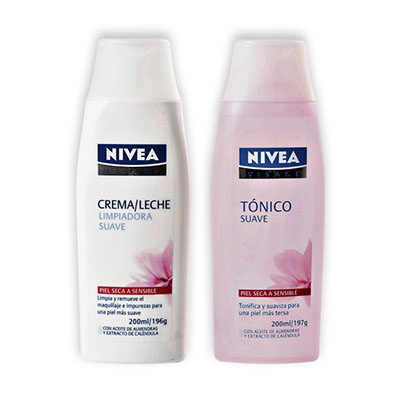 NIVEA
VISAGE
CREMA/LECHE
LIMPIADORA
SUAVE
PIEL SECA A SENSIBLE
Limpia y remueve el
maquillaje e impurezas para
una piel más suave
200ml/196g
CON ACEITE DE ALMENDRAS
Y EXTRACTO DE CALÉNDULA
NIVEA
VISAGE
TÓNICO
SUAVE
PIEL SECA A SENSIBLE
Tonifica y suaviza para
una piel más tersa
200ml/197g
CON ACEITE DE ALMENDRAS
Y EXTRACTO DE CALÉNDULA